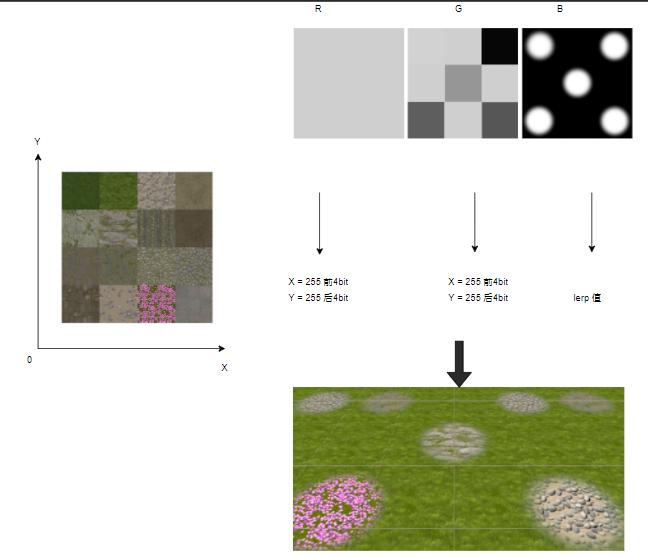 R G B
Y
X = 255 前4bit X = 255 前4bit
Y = 255 后4bit Y = 255 后4bit lerp 值
0
X